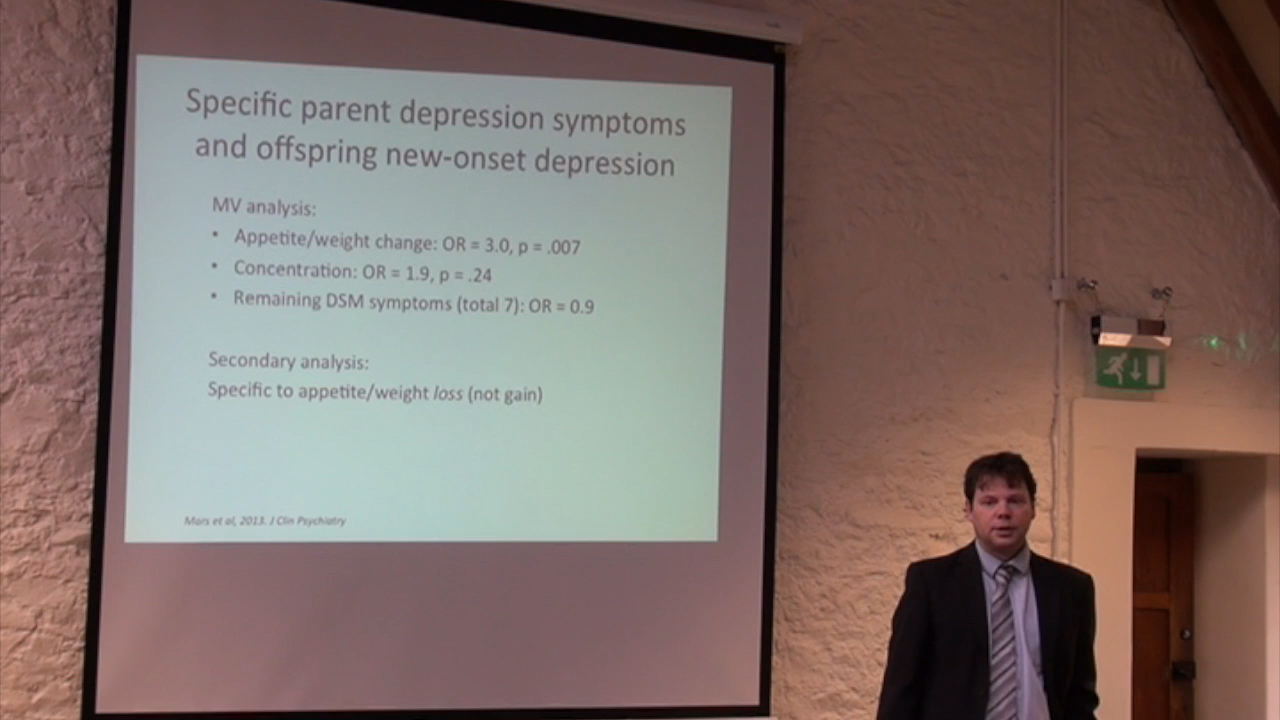 Specific parent depression symptoms
and offspring new-onset depression
MV analysis:
• Appetite/weight change: OR = 3.0, p = .007
• Concentration: OR = 1.9, p = .24
• Remaining DSM symptoms (total 7): OR = 0.9
Secondary analysis:
Specific to appetite/weight loss (not gain)
Mars et al, 2013. J Clin Psychiatry